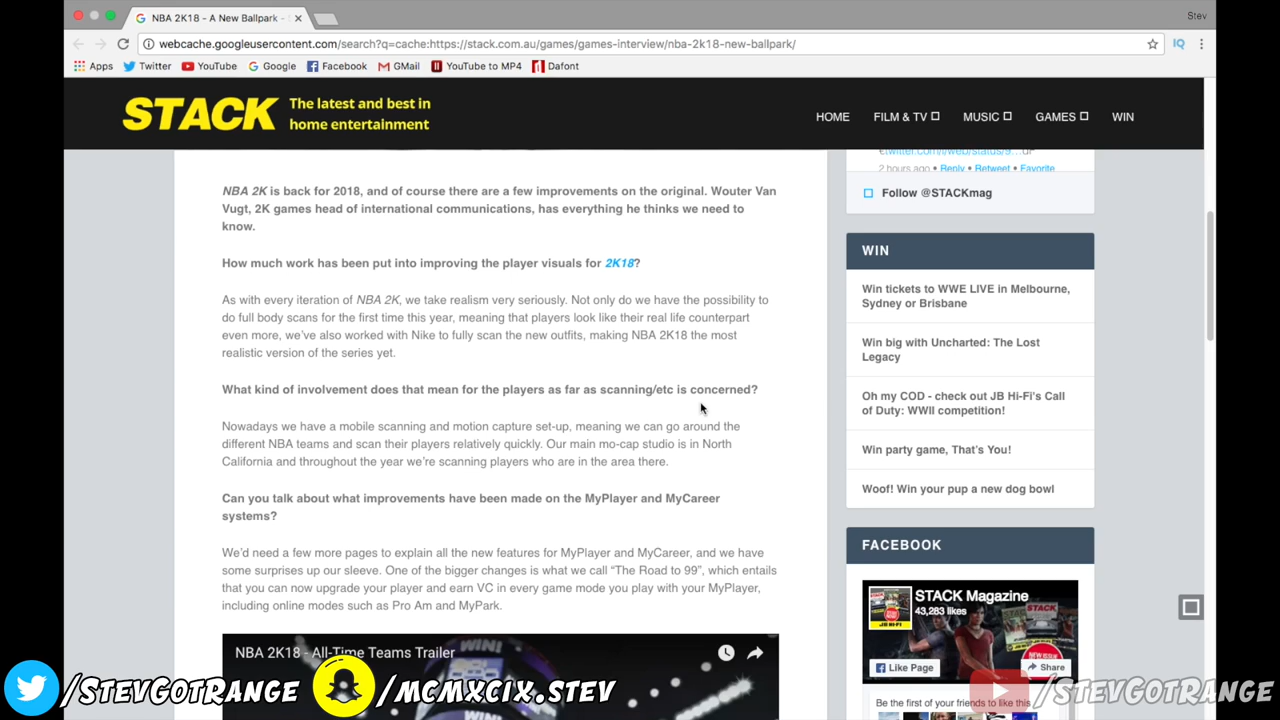 NBA 2K18 - A New Ballpark -
Stev
webcache.googleusercontent.com/search?q=cache:https://stack.com.au/games/games-interview/nba-2k18-new-ballpark/
IQ
Apps Twitter YouTube Google Facebook GMail YouTube to MP4 Dafont
STACK
The latest and best in
home entertainment
HOME FILM & TV MUSIC GAMES WIN
NBA 2K is back for 2018, and of course there are a few improvements on the original. Wouter Van
Vugt, 2K games head of international communications, has everything he thinks we need to
know.
How much work has been put into improving the player visuals for 2K18?
As with every iteration of NBA 2K, we take realism very seriously. Not only do we have the possibility to
do full body scans for the first time this year, meaning that players look like their real life counterpart
even more, we've also worked with Nike to fully scan the new outfits, making NBA 2K18 the most
realistic version of the series yet.
What kind of involvement does that mean for the players as far as scanning/etc is concerned?
Nowadays we have a mobile scanning and motion capture set-up, meaning we can go around the
different NBA teams and scan their players relatively quickly. Our main mo-cap studio is in North
California and throughout the year we're scanning players who are in the area there.
Can you talk about what improvements have been made on the MyPlayer and MyCareer
systems?
We'd need a few more pages to explain all the new features for MyPlayer and MyCareer, and we have
some surprises up our sleeve. One of the bigger changes is what we call “The Road to 99”, which entails
that you can now upgrade your player and earn VC in every game mode you play with your MyPlayer,
including online modes such as Pro Am and MyPark.
NBA 2K18 - All-Time Teams Trailer
WIN!
2 hours ago • Reply • Retweet • Favorite
Follow @STACKmag
WIN
Win tickets to WWE LIVE in Melbourne,
Sydney or Brisbane
Win big with Uncharted: The Lost
Legacy
Oh my COD - check out JB Hi-Fi's Call
of Duty: WWII competition!
Win party game, That's You!
Woof! Win your pup a new dog bowl
FACEBOOK
STACK Magazine
43,283 likes
Like Page
Share
Be the first of your friends to like this
/StevGotRange
/mcmxcix.stev
/StevGotRange